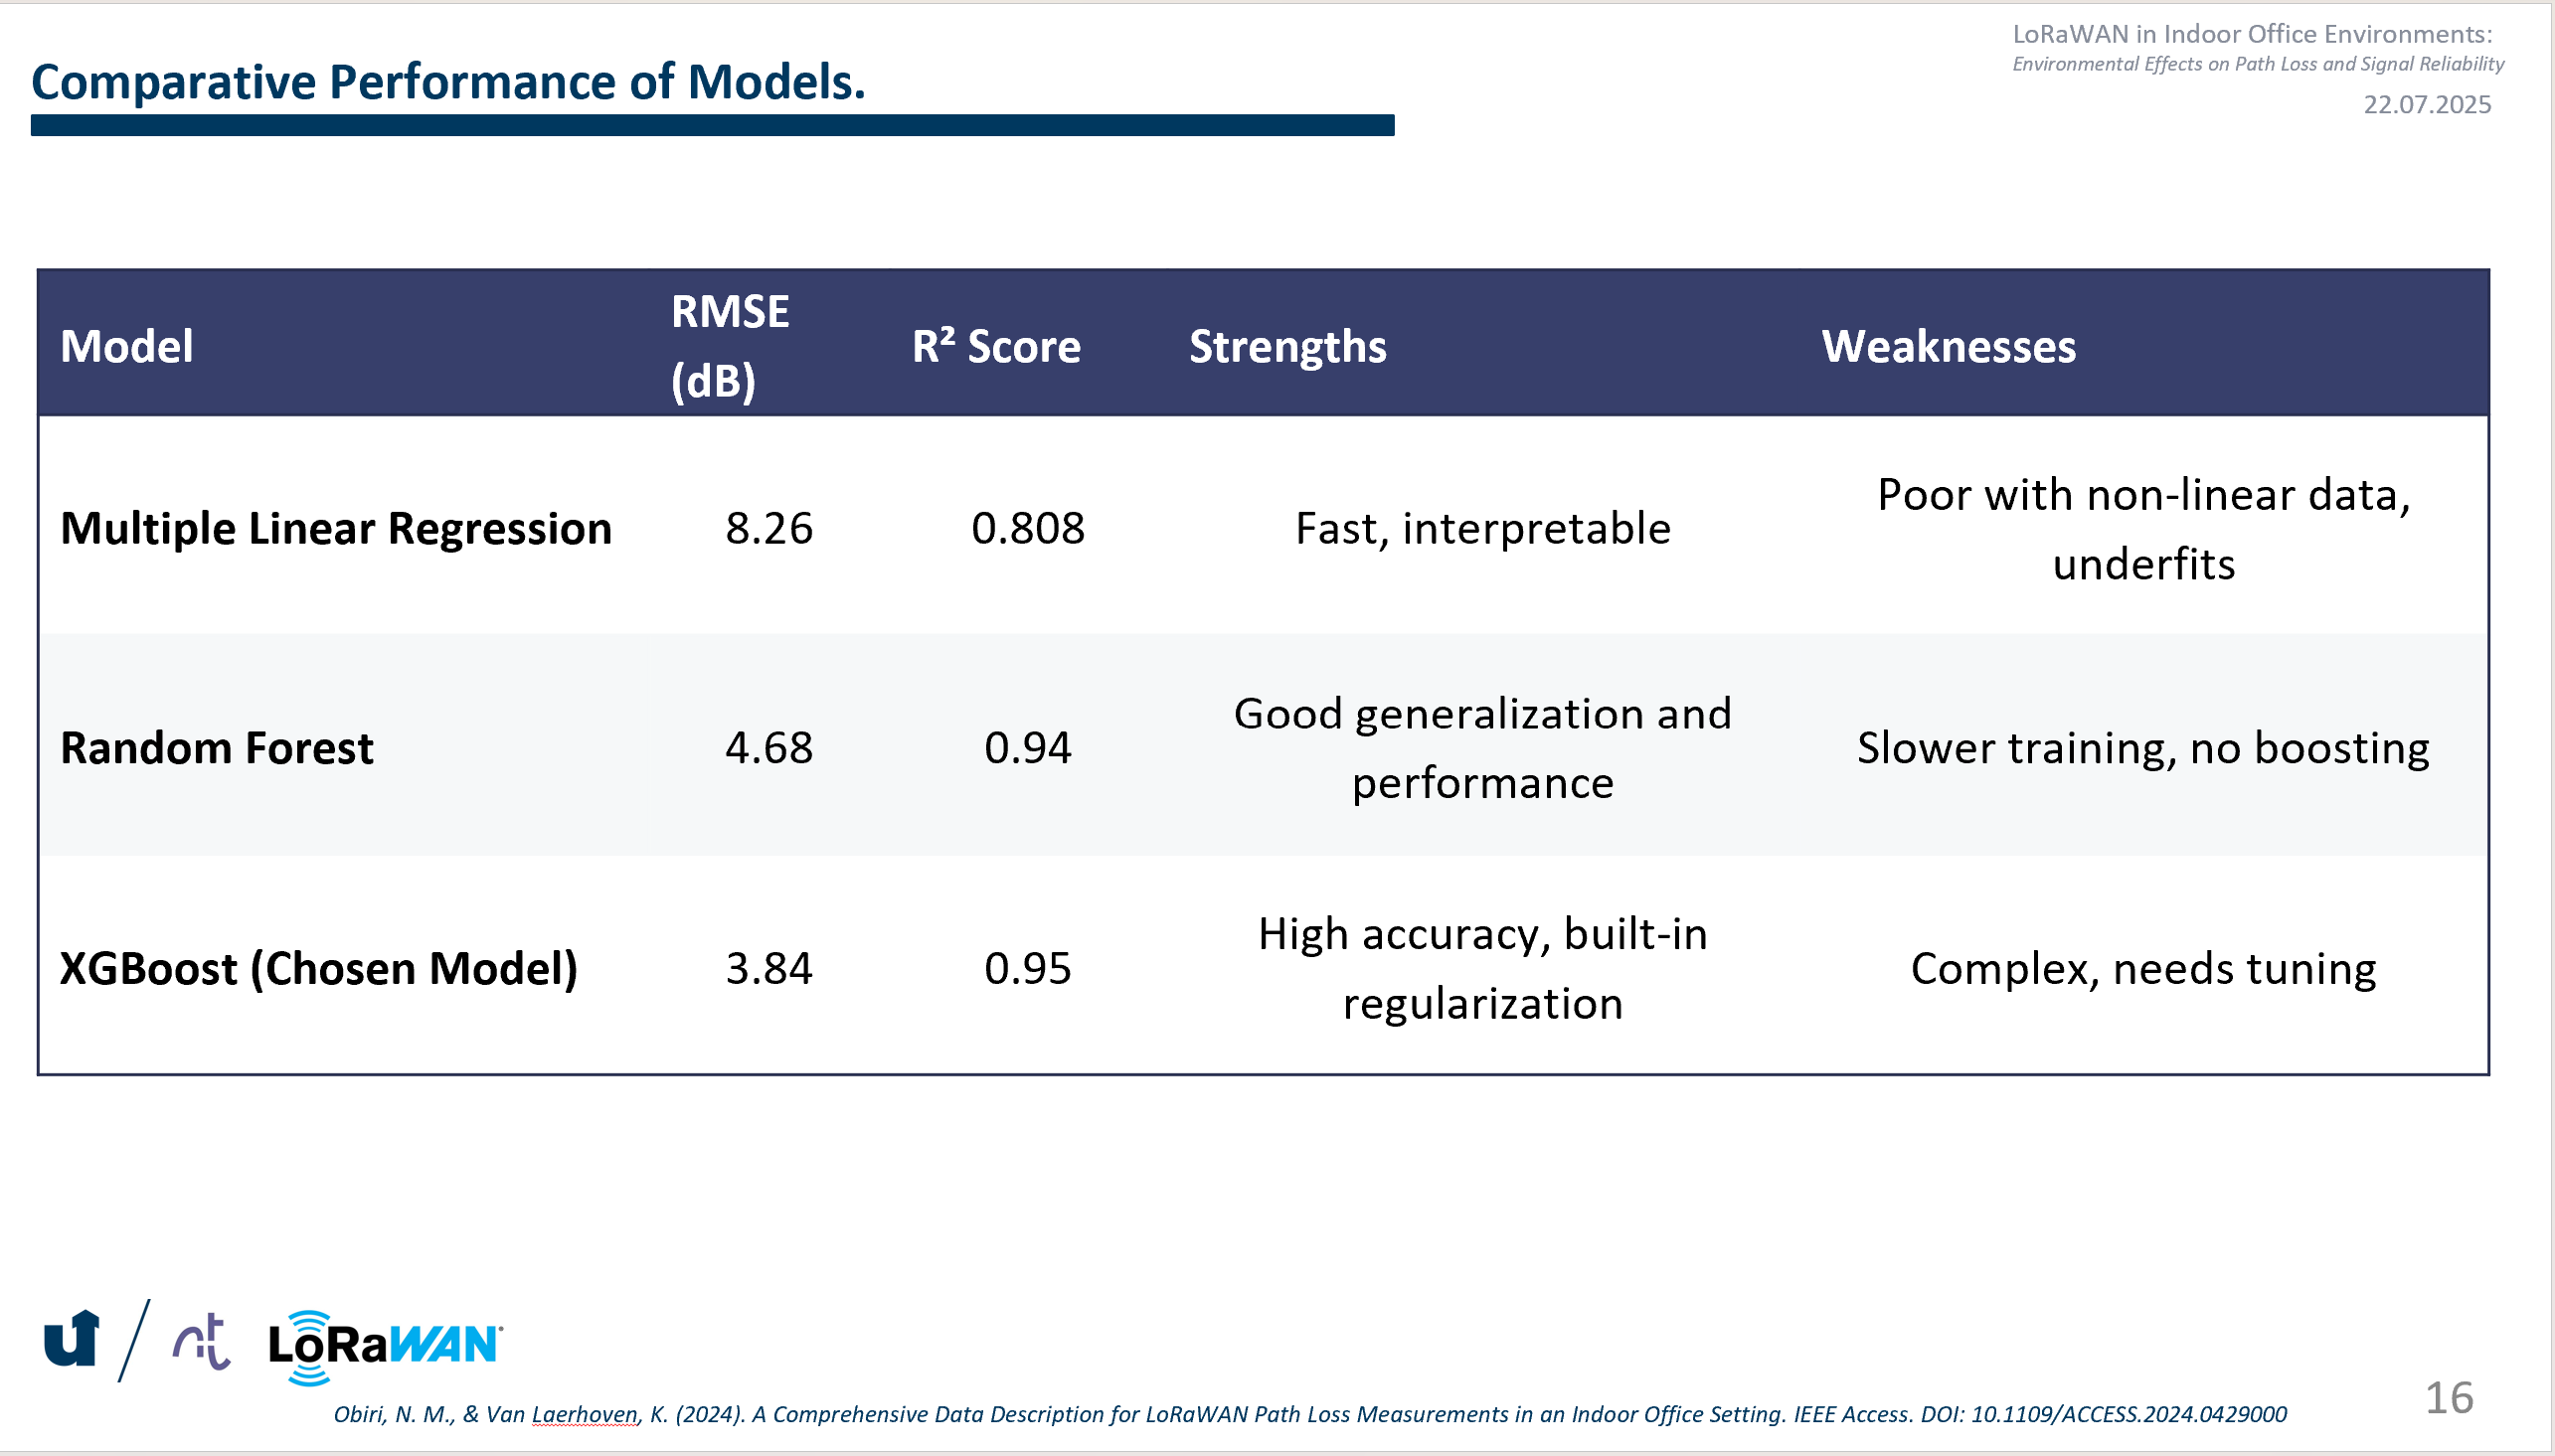 LoRaWAN in Indoor Office Environments:
Environmental Effects on Path Loss and Signal Reliability
22.07.2025
Comparative Performance of Models.
Model
RMSE
(dB)
R² Score
Strengths
Weaknesses
Multiple Linear Regression
8.26
0.808
Fast, interpretable
Poor with non-linear data,
underfits
Random Forest
4.68
0.94
Good generalization and
performance
Slower training, no boosting
XGBoost (Chosen Model)
3.84
0.95
High accuracy, built-in
regularization
Complex, needs tuning
LoRaWAN
Obiri, N. M., & Van Laerhoven, K. (2024). A Comprehensive Data Description for LoRaWAN Path Loss Measurements in an Indoor Office Setting. IEEE Access. DOI: 10.1109/ACCESS.2024.0429000
16